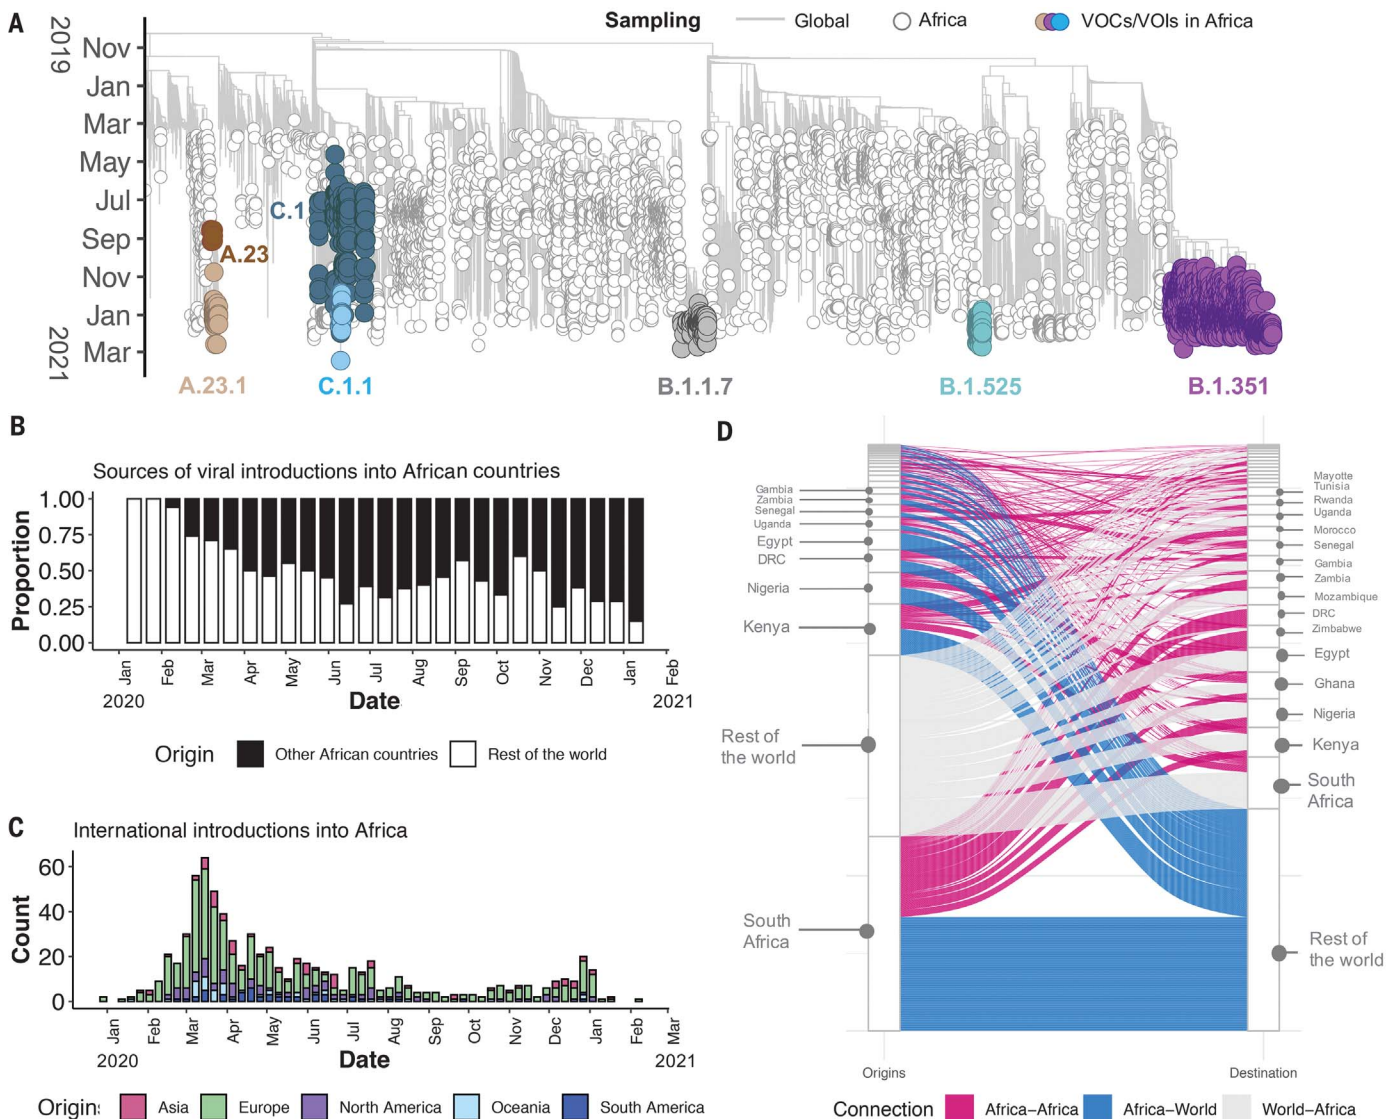 A
Sampling Global Africa VOCs/VOIs in Africa
2019
Nov
Jan
Mar
May
Jul
Sep
Nov
Jan
Mar
2021
C.1
A.23
A.23.1
C.1.1
B.1.1.7
B.1.525
B.1.351
B
Sources of viral introductions into African countries
Proportion
1.00
0.75
0.50
0.25
0.00
Jan Feb Mar Apr May Jun Jul Aug Sep Oct Nov Dec Jan Feb
2020 Date 2021
Origin Other African countries Rest of the world
C
International introductions into Africa
Count
60
40
20
0
Jan Feb Mar Apr May Jun Jul Aug Sep Oct Nov Dec Jan Feb Mar
2020 Date 2021
Origin: Asia Europe North America Oceania South America
D
Gambia
Zambia
Senegal
Uganda
Egypt
DRC
Nigeria
Kenya
Rest of
the world
South
Africa
Mayotte
Tunisia
Rwanda
Uganda
Morocco
Senegal
Gambia
Zambia
Mozambique
DRC
Zimbabwe
Egypt
Ghana
Nigeria
Kenya
South
Africa
Rest of
the world
Origins
Destination
Connection Africa–Africa Africa–World World–Africa